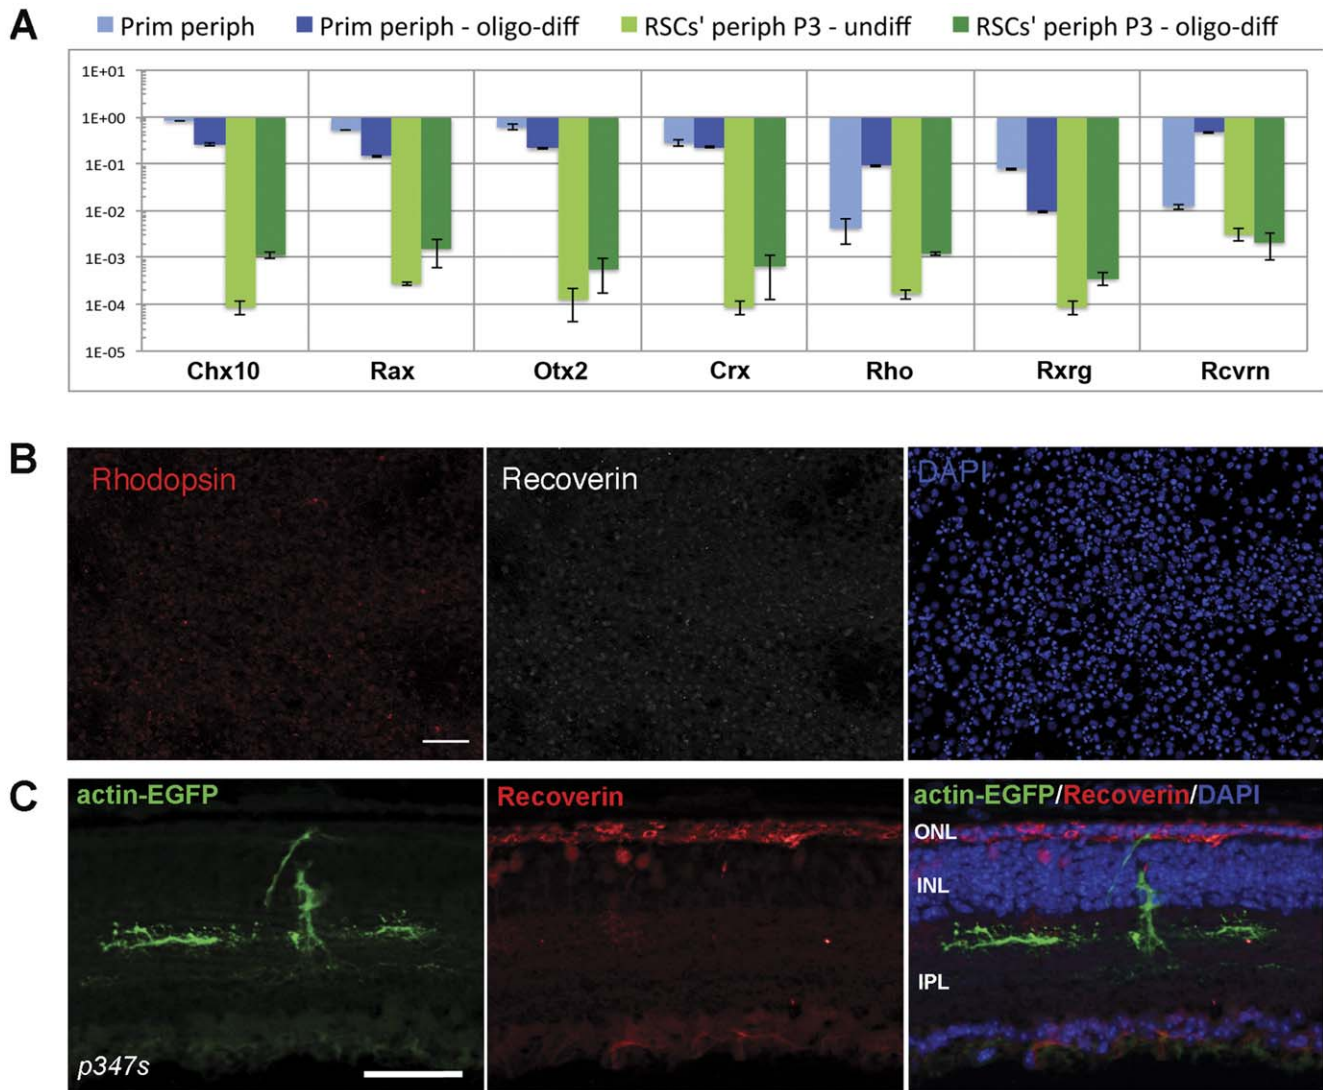 A
Prim periph Prim periph - oligo-diff RSCs' periph P3 - undiff RSCs' periph P3 - oligo-diff
1E+01
1E+00
1E-01
1E-02
1E-03
1E-04
1E-05
Chx10 Rax Otx2 Crx Rho Rxrg Rcvrn
B
Rhodopsin Recoverin DAPI
C
actin-EGFP Recoverin actin-EGFP/Recoverin/DAPI
ONL
INL
IPL
p347s